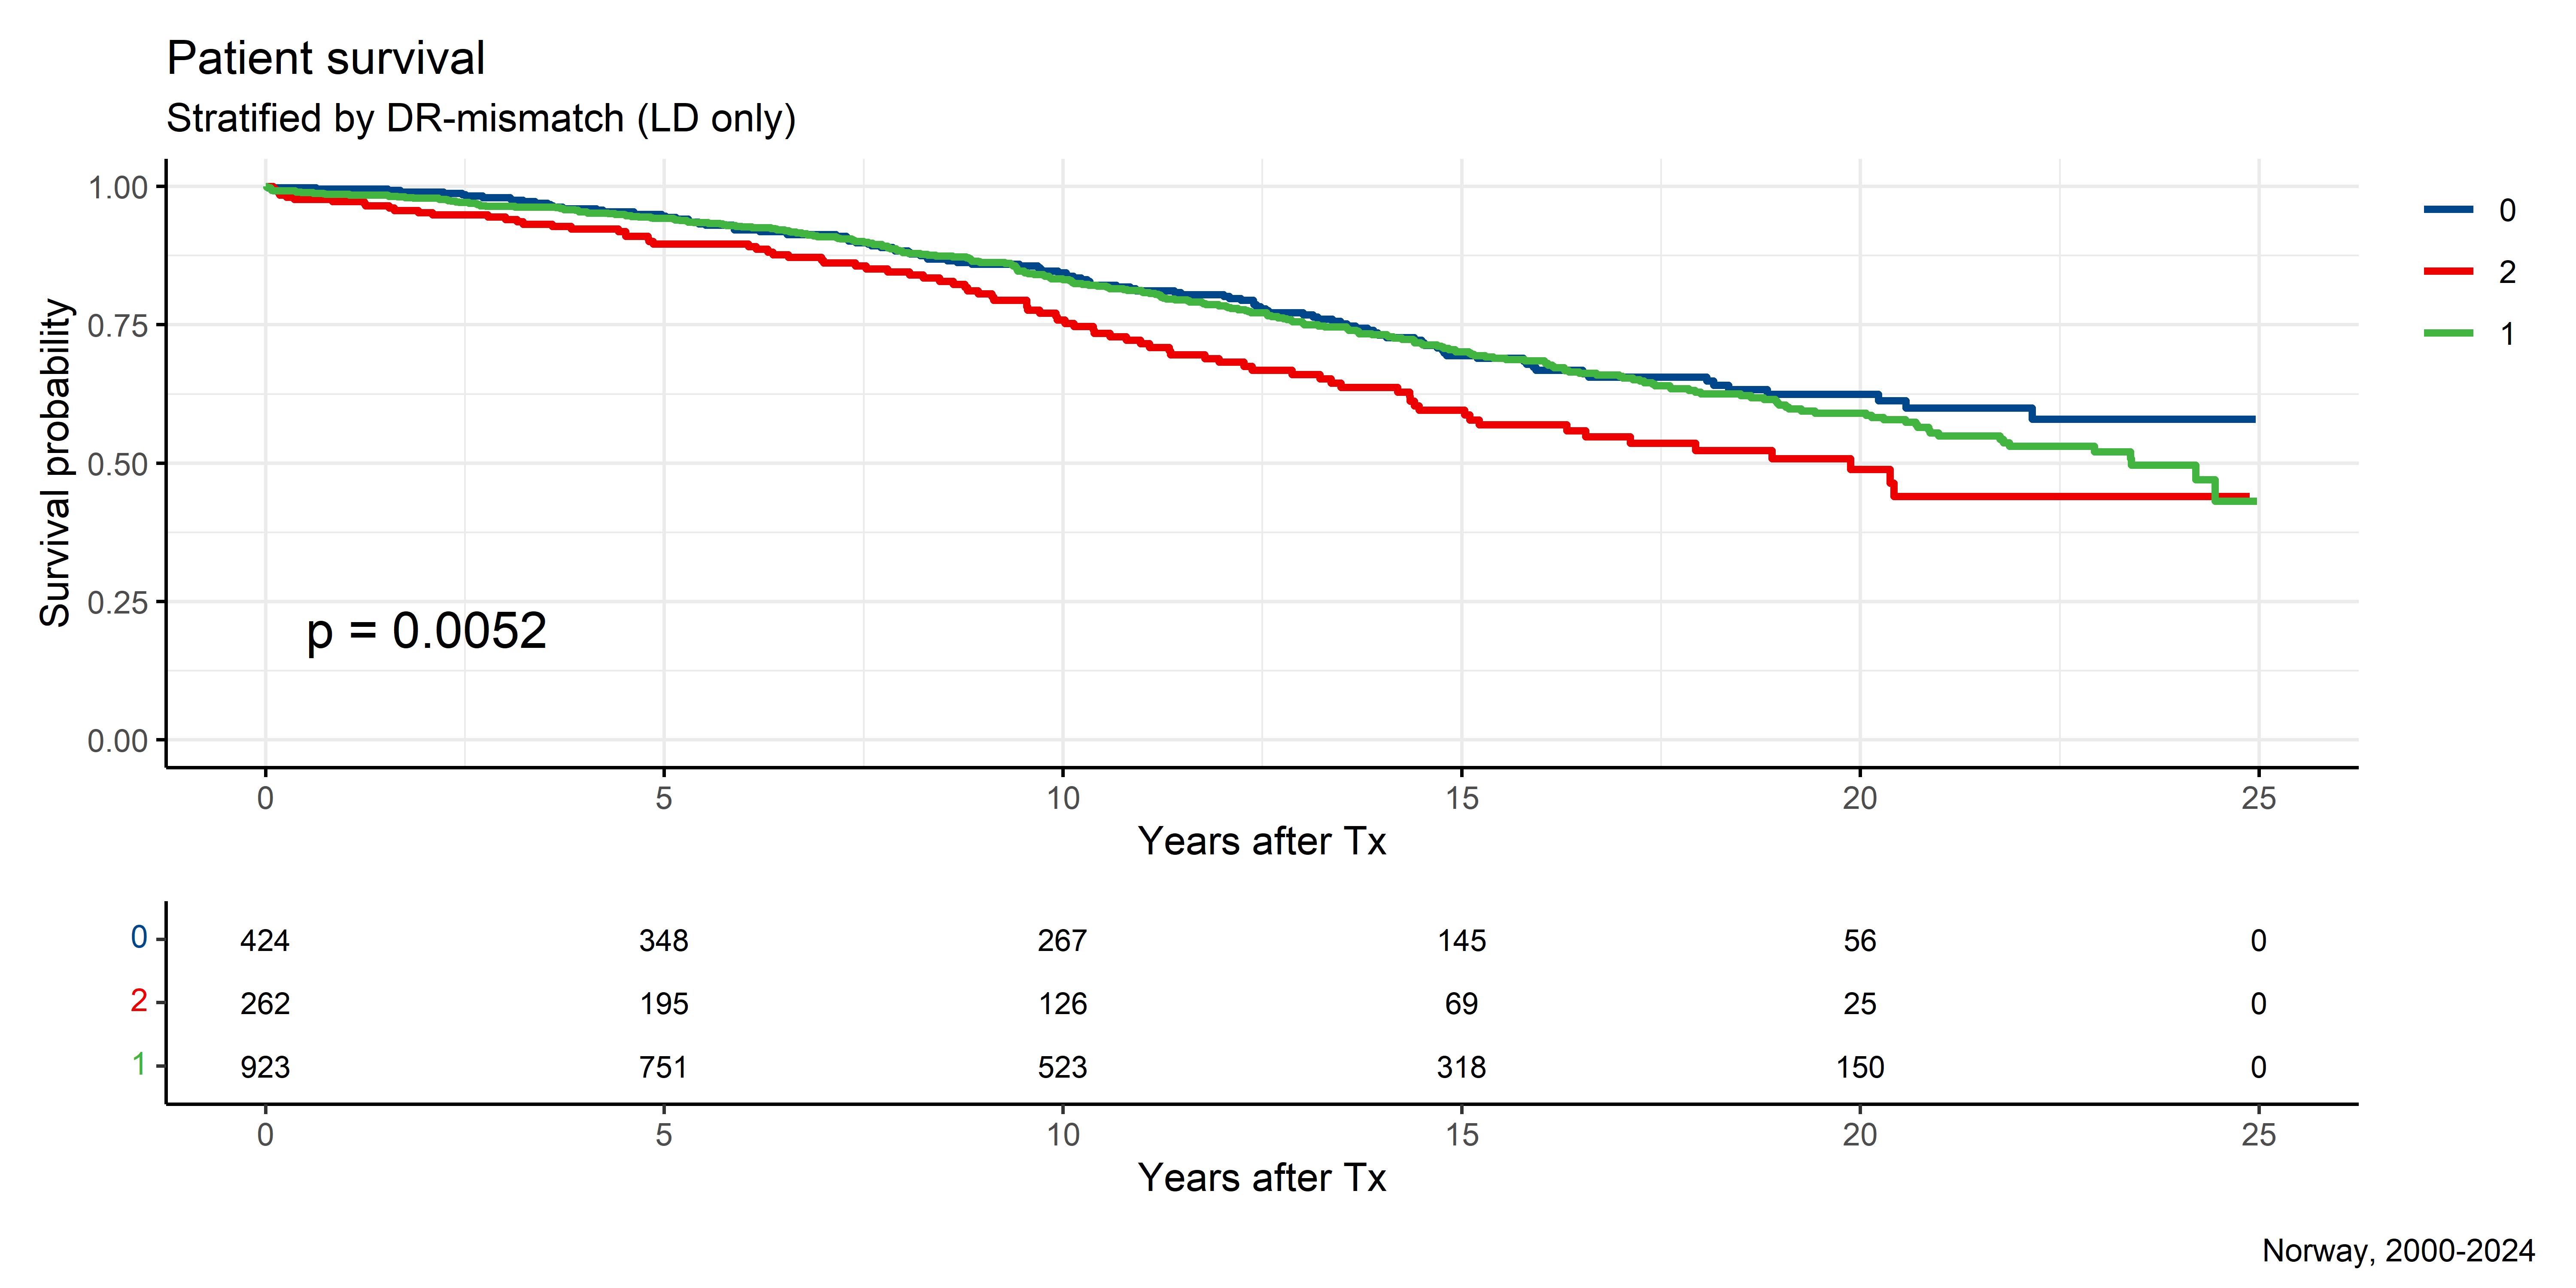 Patient survival
Stratified by DR-mismatch (LD only)
Survival probability
1.00
0.75
0.50
0.25
0.00
p = 0.0052
0
2
1
0 5 10 15 20 25
Years after Tx
0 424 348 267 145 56 0
2 262 195 126 69 25 0
1 923 751 523 318 150 0
0 5 10 15 20 25
Years after Tx
Norway, 2000-2024